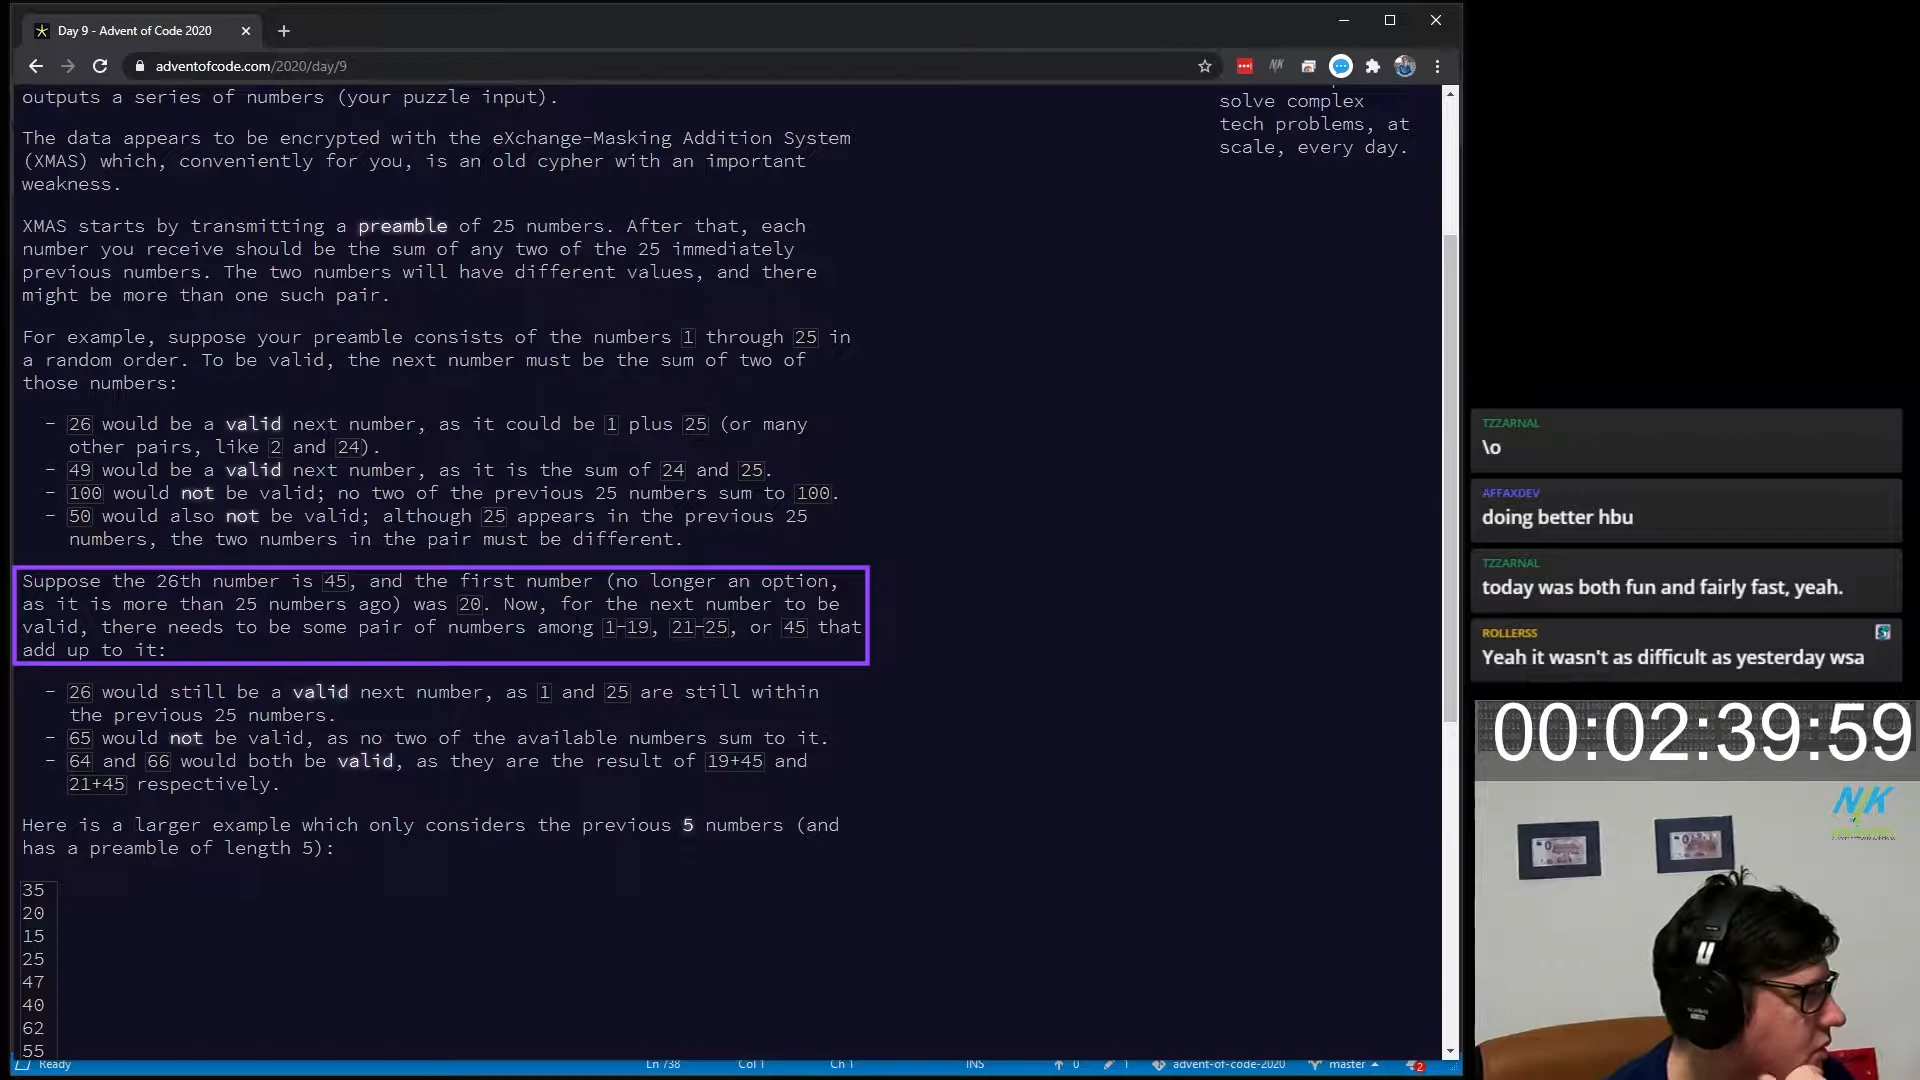 Day 9 - Advent of Code 2020
adventofcode.com/2020/day/9
outputs a series of numbers (your puzzle input).
The data appears to be encrypted with the eXchange-Masking Addition System
(XMAS) which, conveniently for you, is an old cypher with an important
weakness.
XMAS starts by transmitting a preamble of 25 numbers. After that, each
number you receive should be the sum of any two of the 25 immediately
previous numbers. The two numbers will have different values, and there
might be more than one such pair.
For example, suppose your preamble consists of the numbers 1 through 25 in
a random order. To be valid, the next number must be the sum of two of
those numbers:
- 26 would be a valid next number, as it could be 1 plus 25 (or many
other pairs, like 2 and 24).
- 49 would be a valid next number, as it is the sum of 24 and 25.
- 100 would not be valid; no two of the previous 25 numbers sum to 100.
- 50 would also not be valid; although 25 appears in the previous 25
numbers, the two numbers in the pair must be different.
Suppose the 26th number is 45, and the first number (no longer an option,
as it is more than 25 numbers ago) was 20. Now, for the next number to be
valid, there needs to be some pair of numbers among 1-19, 21-25, or 45 that
add up to it:
- 26 would still be a valid next number, as 1 and 25 are still within
the previous 25 numbers.
- 65 would not be valid, as no two of the available numbers sum to it.
- 64 and 66 would both be valid, as they are the result of 19+45 and
21+45 respectively.
Here is a larger example which only considers the previous 5 numbers (and
has a preamble of length 5):
35
20
15
25
47
40
62
55
solve complex
tech problems, at
scale, every day.
Ready
Ln 738
Col 1
Ch 1
INS
0
1
advent-of-code-2020
master
2
TZZARNAL
\o
AFFAXDEV
doing better hbu
TZZARNAL
today was both fun and fairly fast, yeah.
ROLLERSS
Yeah it wasn't as difficult as yesterday wsa
00:02:39:59
NK